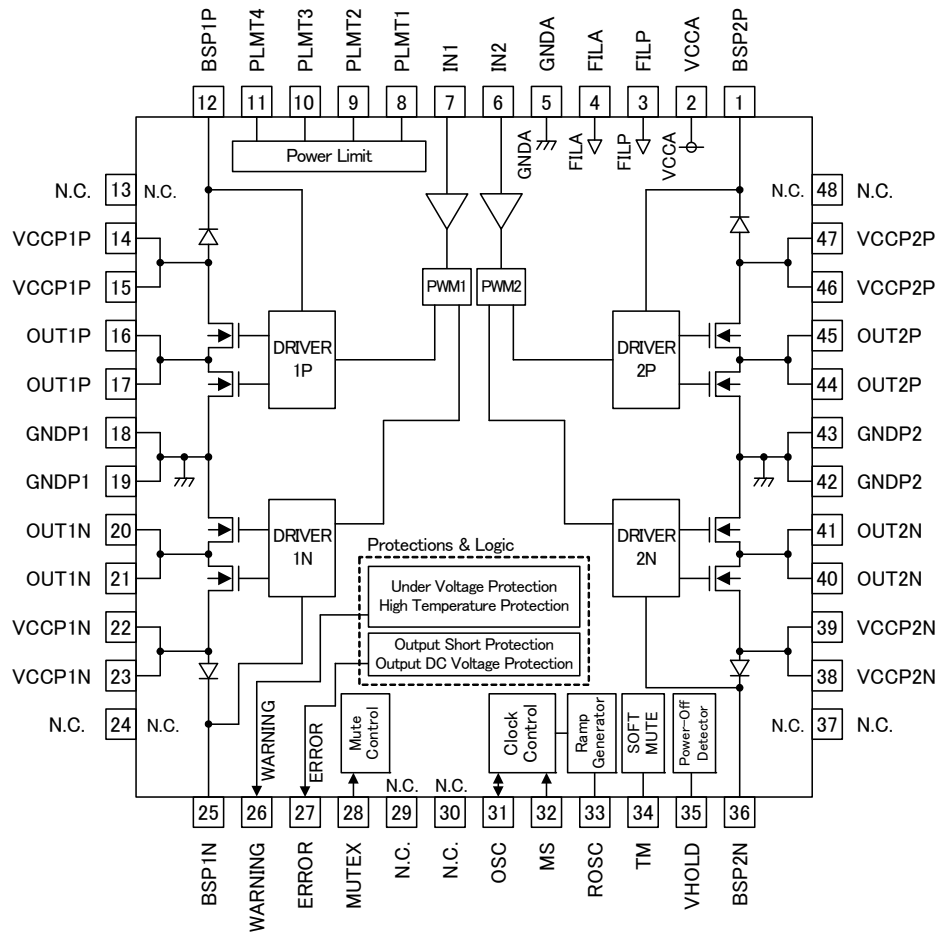 BSP1P
PLMT4
PLMT3
PLMT2
PLMT1
IN1
IN2
GNDA
FILA
FILP
VCCA
BSP2P
12
11
10
9
8
7
6
5
4
3
2
1
Power Limit
GNDA
FILA
FILP
VCCA
N.C.
13
N.C.
VCCP1P
14
VCCP1P
15
OUT1P
16
OUT1P
17
GNDP1
18
GNDP1
19
OUT1N
20
OUT1N
21
VCCP1N
22
VCCP1N
23
N.C.
24
N.C.
PWM1
PWM2
DRIVER
1P
DRIVER
2P
DRIVER
1N
DRIVER
2N
Protections & Logic
Under Voltage Protection
High Temperature Protection
Output Short Protection
Output DC Voltage Protection
N.C.
48
N.C.
47
VCCP2P
46
VCCP2P
45
OUT2P
44
OUT2P
43
GNDP2
42
GNDP2
41
OUT2N
40
OUT2N
39
VCCP2N
38
VCCP2N
N.C.
37
N.C.
WARNING
ERROR
Mute
Control
N.C.
N.C.
Clock
Control
Ramp
Generator
SOFT
MUTE
Power-Off
Detector
25
26
27
28
29
30
31
32
33
34
35
36
BSP1N
WARNING
ERROR
MUTEX
N.C.
N.C.
OSC
MS
ROSC
TM
VHOLD
BSP2N